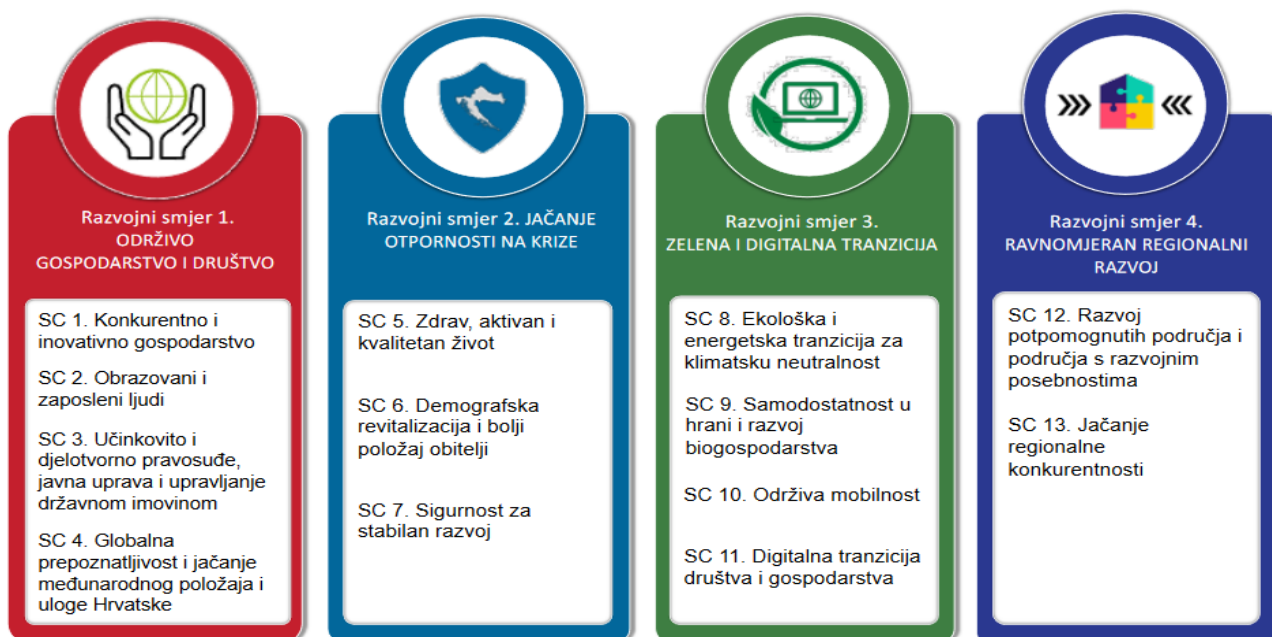 Razvojni smjer 1.
ODRŽIVO
GOSPODARSTVO I DRUŠTVO
SC 1. Konkurentno i
inovativno gospodarstvo
SC 2. Obrazovani i
zaposleni ljudi
SC 3. Učinkovito i
djelotvorno pravosuđe,
javna uprava i upravljanje
državnom imovinom
SC 4. Globalna
prepoznatljivost i jačanje
međunarodnog položaja i
uloge Hrvatske
Razvojni smjer 2. JAČANJE
OTPORNOSTI NA KRIZE
SC 5. Zdrav, aktivan i
kvalitetan život
SC 6. Demografska
revitalizacija i bolji
položaj obitelji
SC 7. Sigurnost za
stabilan razvoj
Razvojni smjer 3.
ZELENA I DIGITALNA TRANZICIJA
SC 8. Ekološka i
energetska tranzicija za
klimatsku neutralnost
SC 9. Samodostatnost u
hrani i razvoj
biogospodarstva
SC 10. Održiva mobilnost
SC 11. Digitalna tranzicija
društva i gospodarstva
Razvojni smjer 4.
RAVNOMJERAN REGIONALNI
RAZVOJ
SC 12. Razvoj
potpomognutih područja i
područja s razvojnim
posebnostima
SC 13. Jačanje
regionalne
konkurentnosti